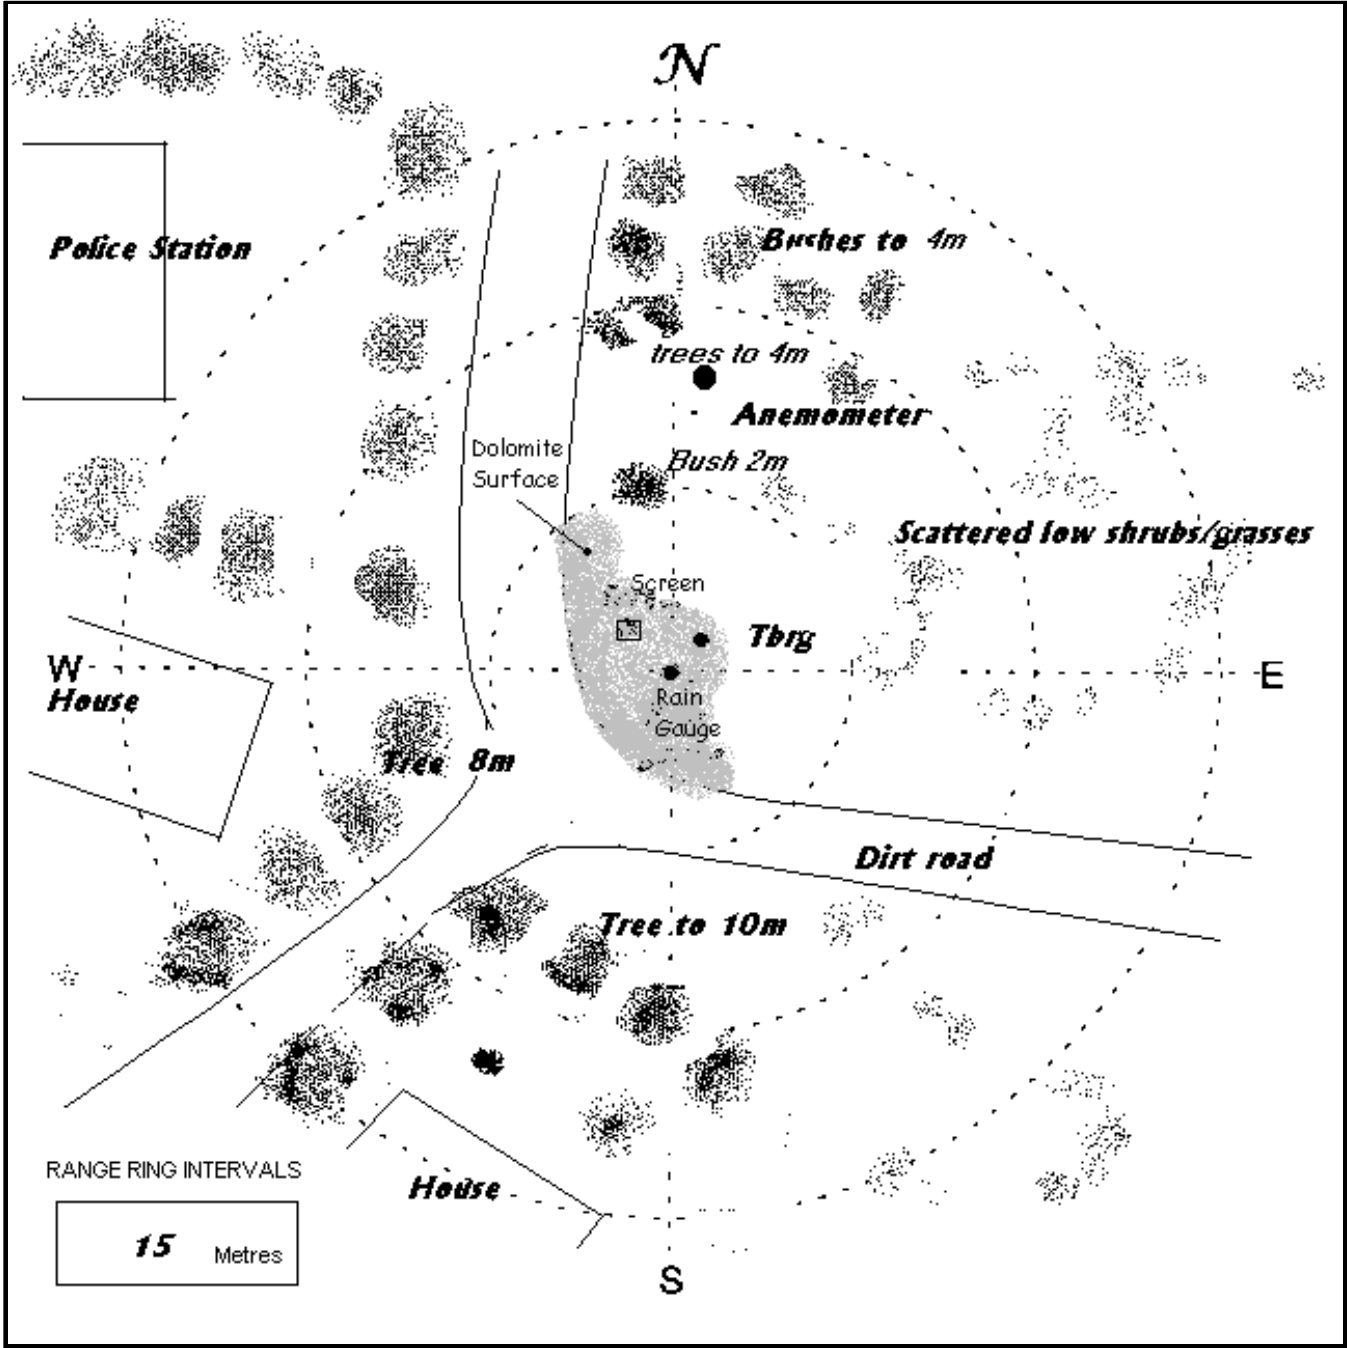 N
Police Station
Bushes to 4m
trees to 4m
Anemometer
Dolomite
Surface
Bush 2m
Scattered low shrubs/grasses
Screen
Tbrg
W
E
House
Rain
Gauge
Tree 8m
Dirt road
Tree to 10m
RANGE RING INTERVALS
House
15 Metres
S